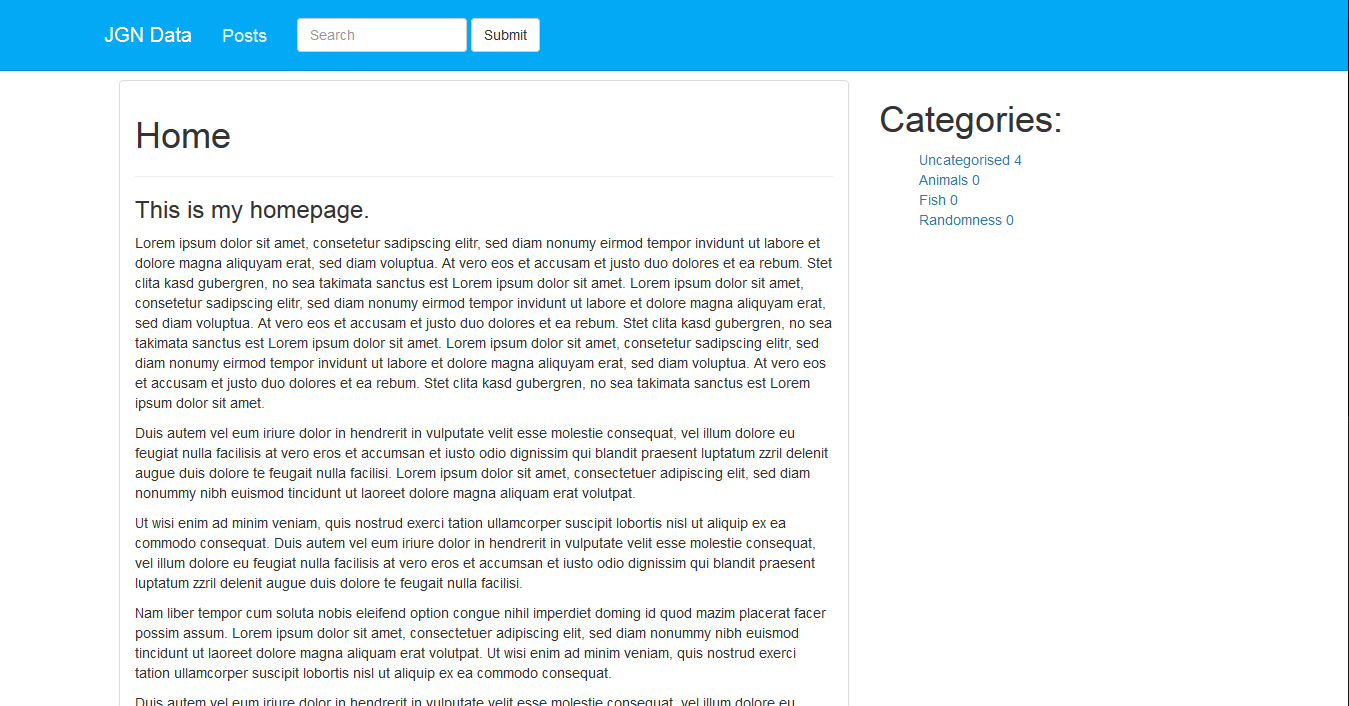 JGN Data Posts Search Submit
Home
This is my homepage.
Lorem ipsum dolor sit amet, consetetur sadipscing elitr, sed diam nonumy eirmod tempor invidunt ut labore et
dolore magna aliquyam erat, sed diam voluptua. At vero eos et accusam et justo duo dolores et ea rebum. Stet
clita kasd gubergren, no sea takimata sanctus est Lorem ipsum dolor sit amet. Lorem ipsum dolor sit amet,
consetetur sadipscing elitr, sed diam nonumy eirmod tempor invidunt ut labore et dolore magna aliquyam erat,
sed diam voluptua. At vero eos et accusam et justo duo dolores et ea rebum. Stet clita kasd gubergren, no sea
takimata sanctus est Lorem ipsum dolor sit amet. Lorem ipsum dolor sit amet, consetetur sadipscing elitr, sed
diam nonumy eirmod tempor invidunt ut labore et dolore magna aliquyam erat, sed diam voluptua. At vero eos
et accusam et justo duo dolores et ea rebum. Stet clita kasd gubergren, no sea takimata sanctus est Lorem
ipsum dolor sit amet.
Duis autem vel eum iriure dolor in hendrerit in vulputate velit esse molestie consequat, vel illum dolore eu
feugiat nulla facilisis at vero eros et accumsan et iusto odio dignissim qui blandit praesent luptatum zzril delenit
augue duis dolore te feugait nulla facilisi. Lorem ipsum dolor sit amet, consectetuer adipiscing elit, sed diam
nonummy nibh euismod tincidunt ut laoreet dolore magna aliquam erat volutpat.
Ut wisi enim ad minim veniam, quis nostrud exerci tation ullamcorper suscipit lobortis nisl ut aliquip ex ea
commodo consequat. Duis autem vel eum iriure dolor in hendrerit in vulputate velit esse molestie consequat,
vel illum dolore eu feugiat nulla facilisis at vero eros et accumsan et iusto odio dignissim qui blandit praesent
luptatum zzril delenit augue duis dolore te feugait nulla facilisi.
Nam liber tempor cum soluta nobis eleifend option congue nihil imperdiet doming id quod mazim placerat facer
possim assum. Lorem ipsum dolor sit amet, consectetuer adipiscing elit, sed diam nonummy nibh euismod
tincidunt ut laoreet dolore magna aliquam erat volutpat. Ut wisi enim ad minim veniam, quis nostrud exerci
tation ullamcorper suscipit lobortis nisl ut aliquip ex ea commodo consequat.
Duis autem vel eum iriure dolor in hendrerit in vulputate velit esse molestie consequat, vel illum dolore eu
Categories:
Uncategorised 4
Animals 0
Fish 0
Randomness 0